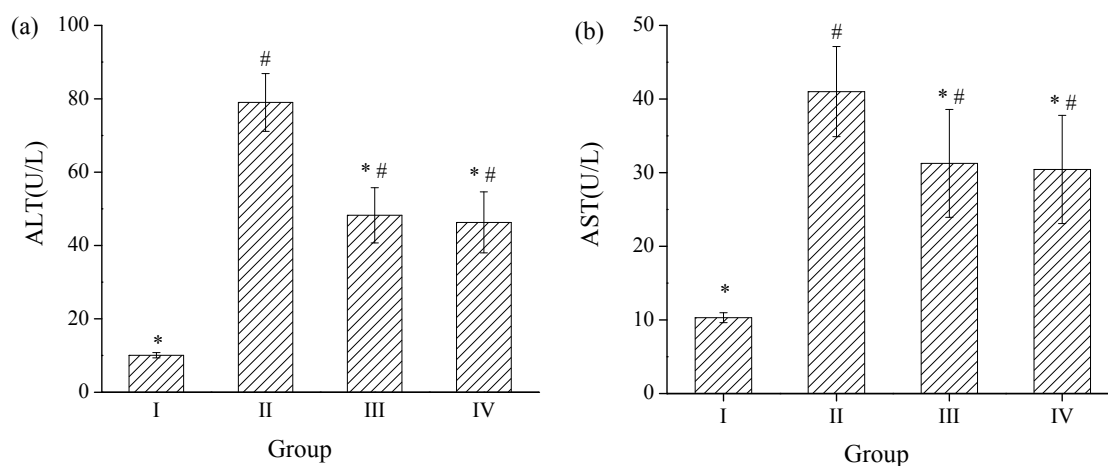 (a)
ALT(U/L)
100
80
60
40
20
0
*
#
* #
* #
I II III IV
Group
(b)
AST(U/L)
50
40
30
20
10
0
*
#
* #
* #
I II III IV
Group